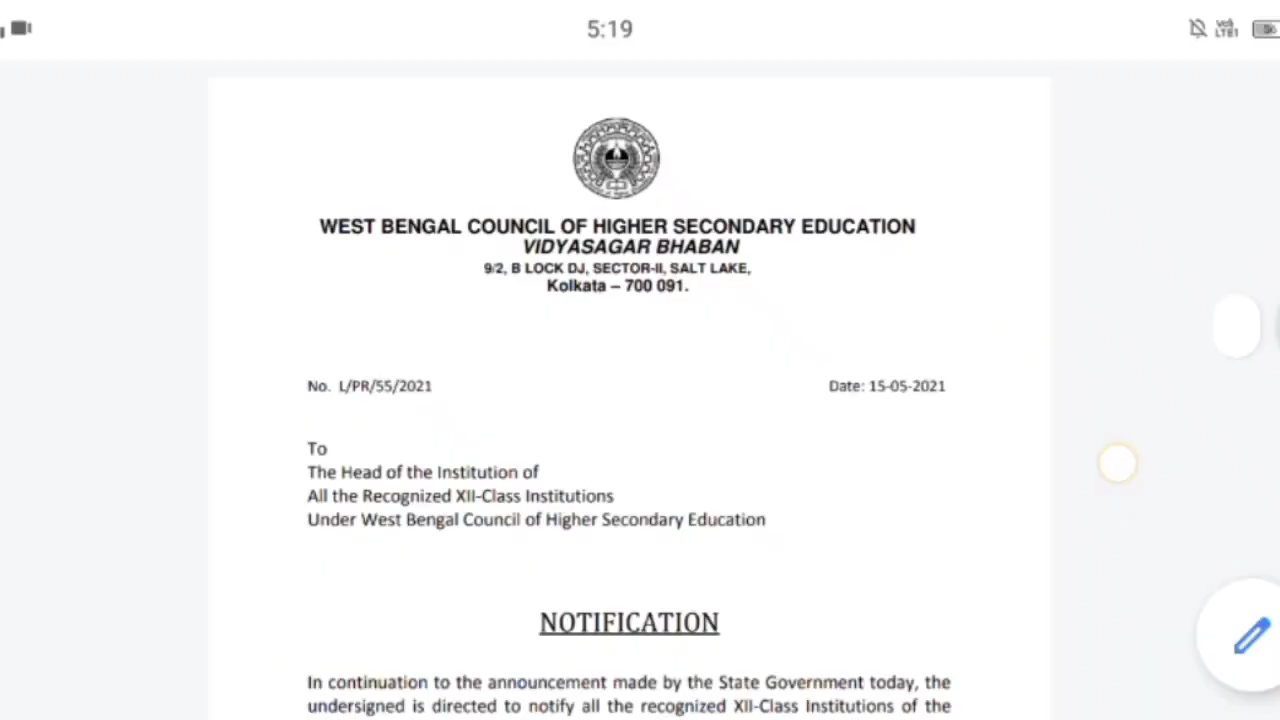 5:19
WEST BENGAL COUNCIL OF HIGHER SECONDARY EDUCATION
VIDYASAGAR BHABAN
9/2, B LOCK DJ, SECTOR-II, SALT LAKE,
Kolkata – 700 091.
No. L/PR/55/2021 Date: 15-05-2021
To
The Head of the Institution of
All the Recognized XII-Class Institutions
Under West Bengal Council of Higher Secondary Education
NOTIFICATION
In continuation to the announcement made by the State Government today, the
undersigned is directed to notify all the recognized XII-Class Institutions of the